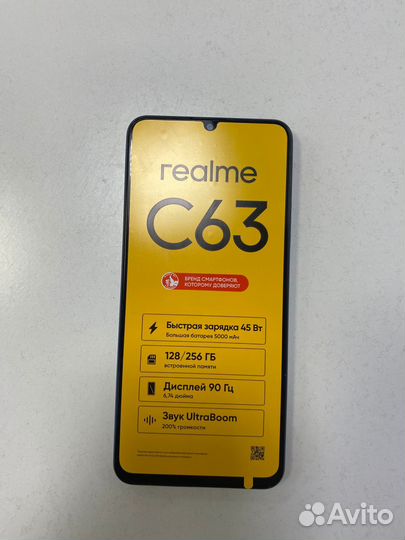 realme
C63
БРЕНД СМАРТФОНОВ,
КОТОРОМУ ДОВЕРЯЮТ
Быстрая зарядка 45 Вт
Большая батарея 5000 мАч
128/256 ГБ
встроенной памяти
Дисплей 90 Гц
6,74 дюйма
Звук UltraBoom
200% громкости
Avito